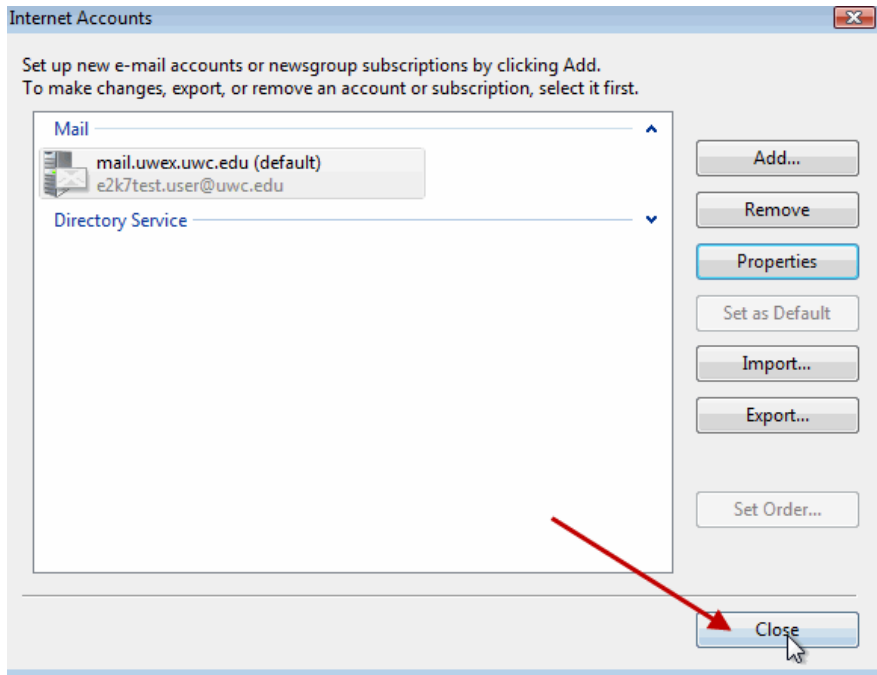 Internet Accounts
Set up new e-mail accounts or newsgroup subscriptions by clicking Add.
To make changes, export, or remove an account or subscription, select it first.
Mail
mail.uwex.uwc.edu (default)
e2k7test.user@uwc.edu
Directory Service
Add...
Remove
Properties
Set as Default
Import...
Export...
Set Order...
Close